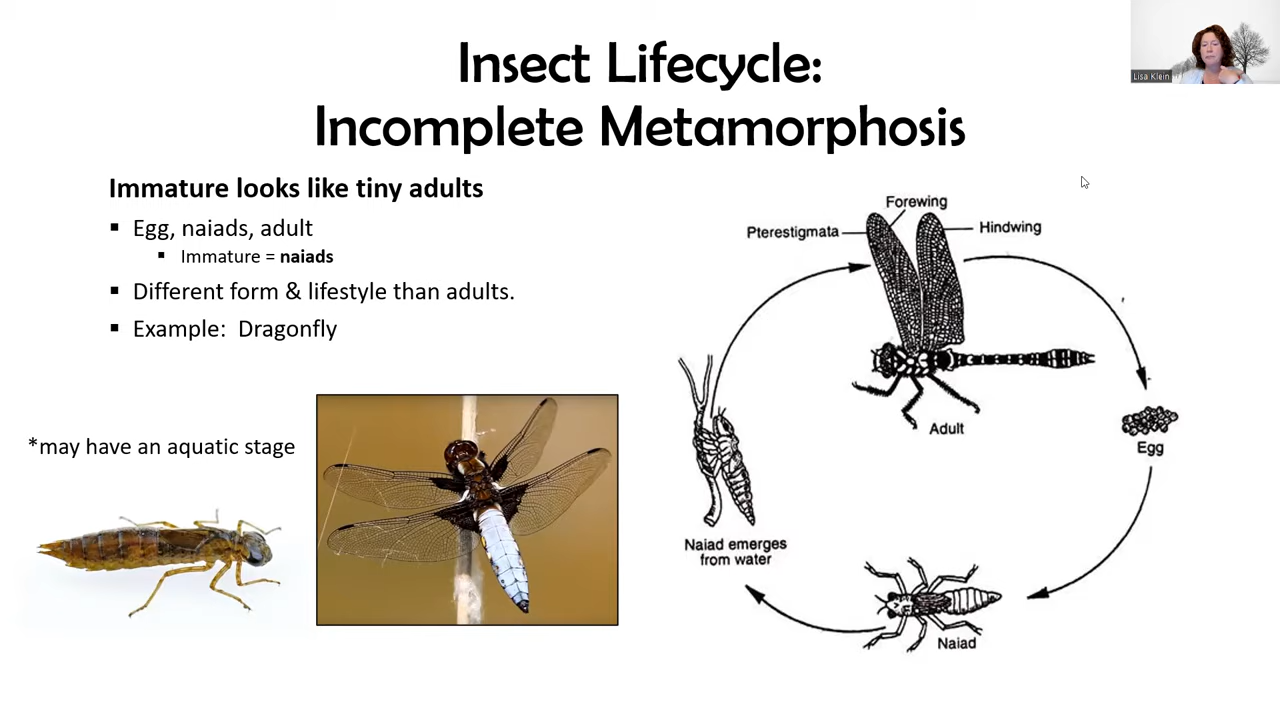 Insect Lifecycle:
Incomplete Metamorphosis
Lisa Klein
Immature looks like tiny adults
▪ Egg, naiads, adult
▪ Immature = naiads
▪ Different form & lifestyle than adults.
▪ Example:  Dragonfly
*may have an aquatic stage
Forewing
Pterestigmata
Hindwing
Adult
Egg
Naiad emerges
from water
Naiad